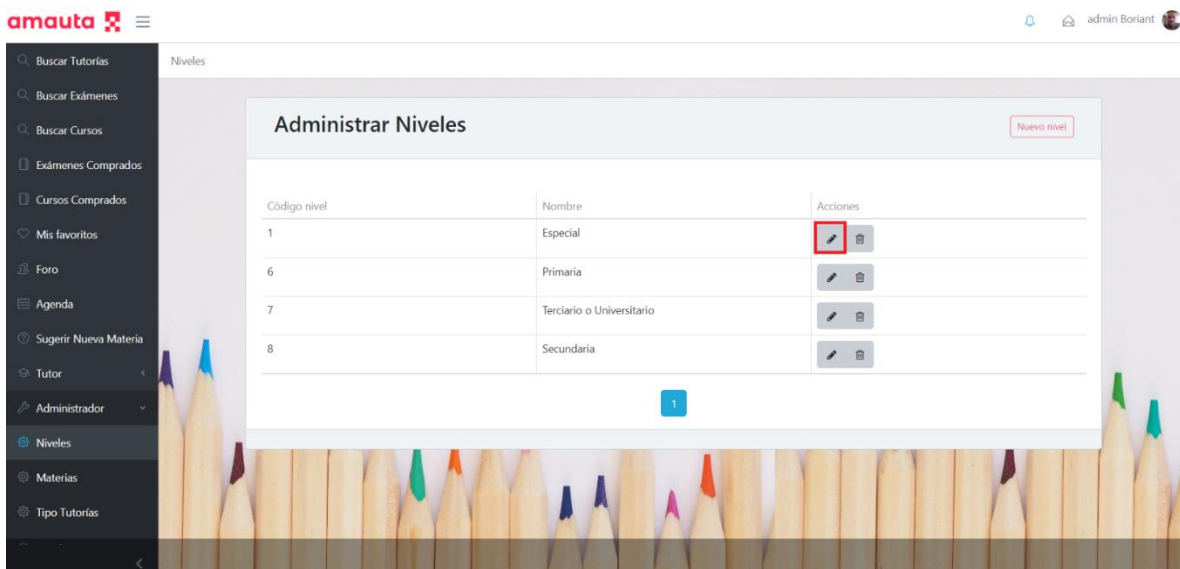 amauta
admin Boriant
Buscar Tutorías
Buscar Exámenes
Buscar Cursos
Exámenes Comprados
Cursos Comprados
Mis favoritos
Foro
Agenda
Sugerir Nueva Materia
Tutor
Administrador
Niveles
Materias
Tipo Tutorías
Niveles
Administrar Niveles
Nuevo nivel
Código nivel Nombre Acciones
1 Especial
6 Primaria
7 Terciario o Universitario
8 Secundaria
1